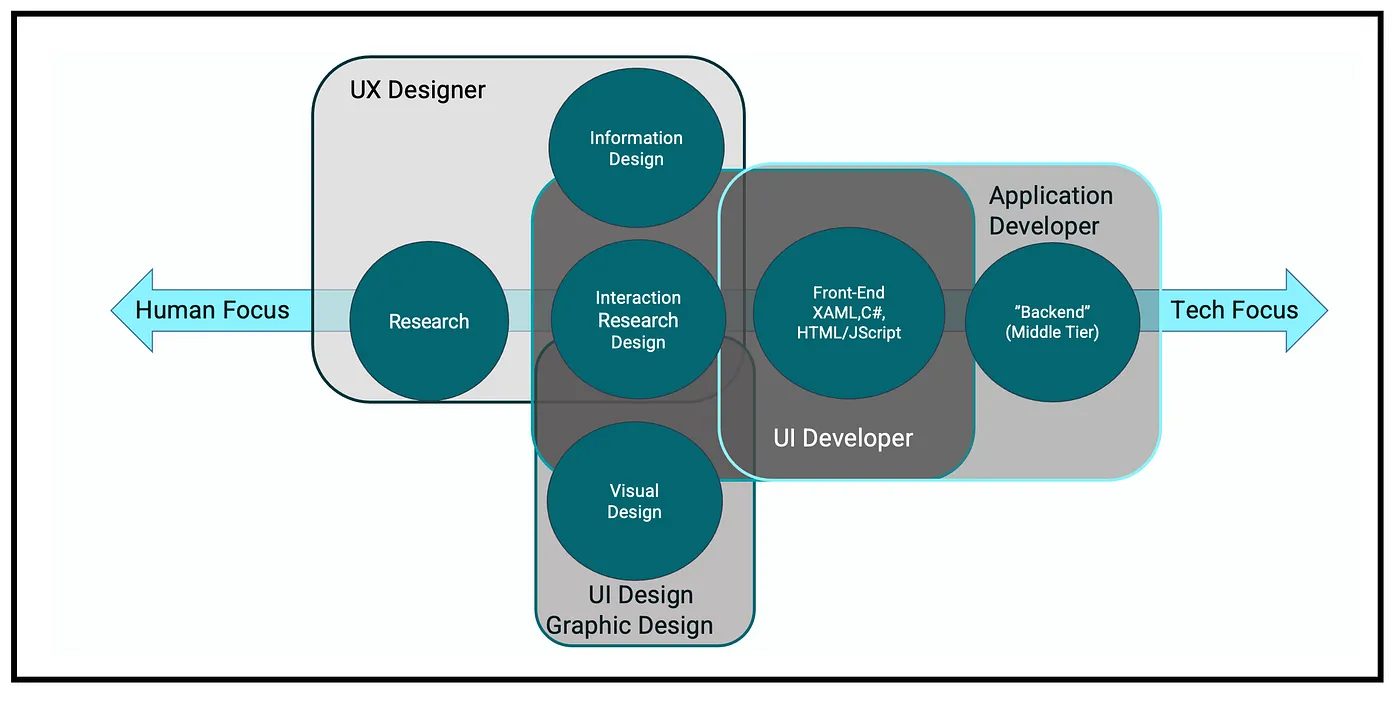 UX Designer
Information
Design
Application
Developer
Human Focus
Research
Interaction
Research
Design
Front-End
XAML,C#,
HTML/JScript
”Backend”
(Middle Tier)
Tech Focus
UI Developer
Visual
Design
UI Design
Graphic Design